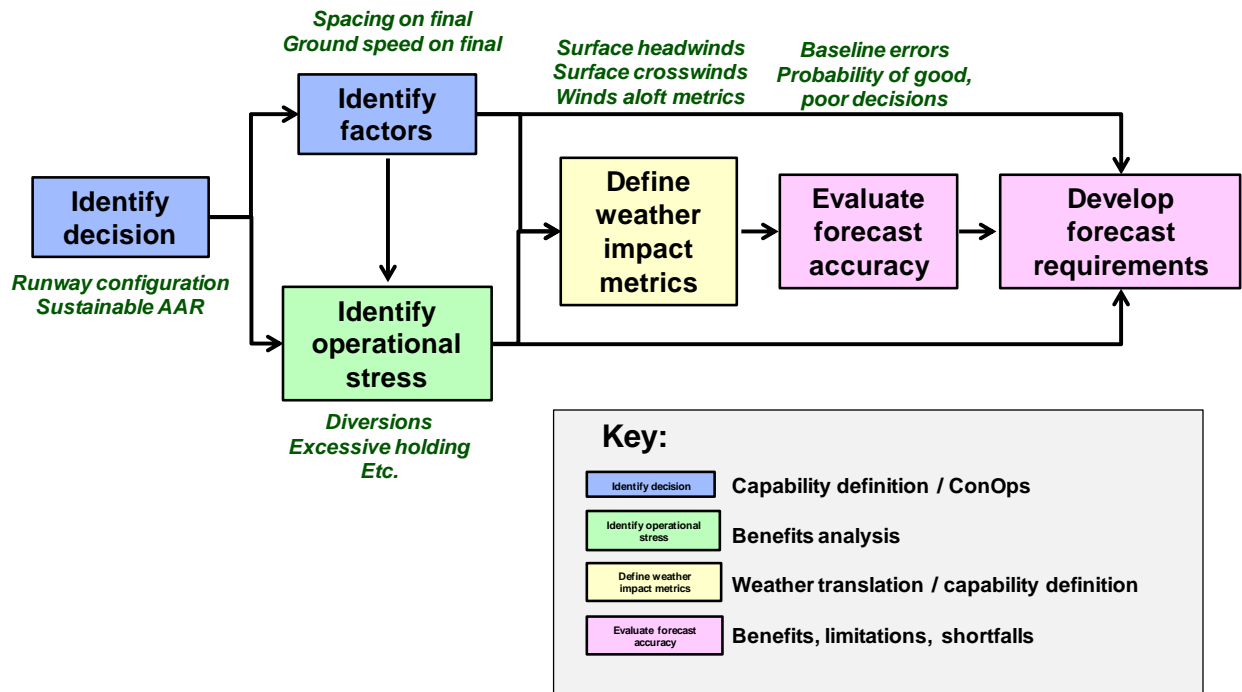 Spacing on final
Ground speed on final
Identify
factors
Surface headwinds
Surface crosswinds
Winds aloft metrics
Baseline errors
Probability of good,
poor decisions
Identify
decision
Runway configuration
Sustainable AAR
Define
weather
impact
metrics
Evaluate
forecast
accuracy
Develop
forecast
requirements
Identify
operational
stress
Diversions
Excessive holding
Etc.
Key:
Identify decision
Capability definition / ConOps
Identify operational
stress
Benefits analysis
Define weather
impact metrics
Weather translation / capability definition
Evaluate forecast
accuracy
Benefits, limitations, shortfalls